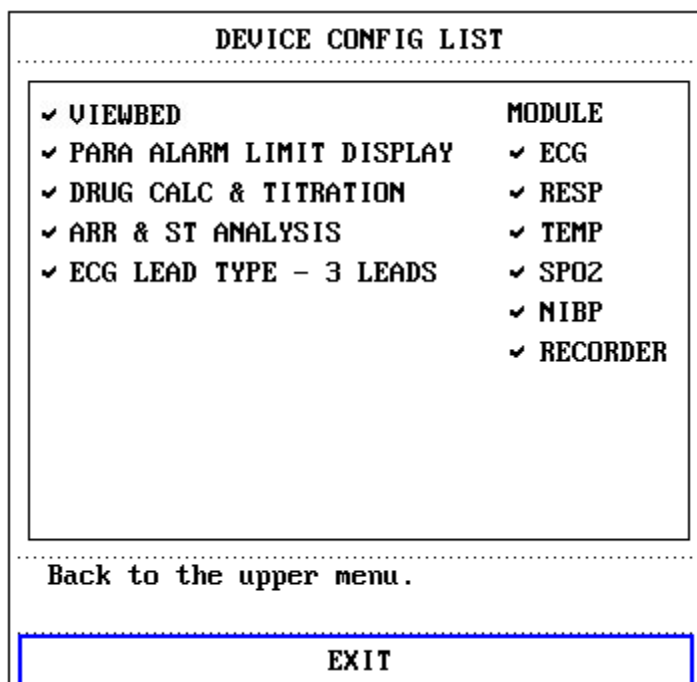 DEVICE CONFIG LIST
✓ VIEWBED
✓ PARA ALARM LIMIT DISPLAY
✓ DRUG CALC & TITRATION
✓ ARR & ST ANALYSIS
✓ ECG LEAD TYPE - 3 LEADS
MODULE
✓ ECG
✓ RESP
✓ TEMP
✓ SPO2
✓ NIBP
✓ RECORDER
Back to the upper menu.
EXIT